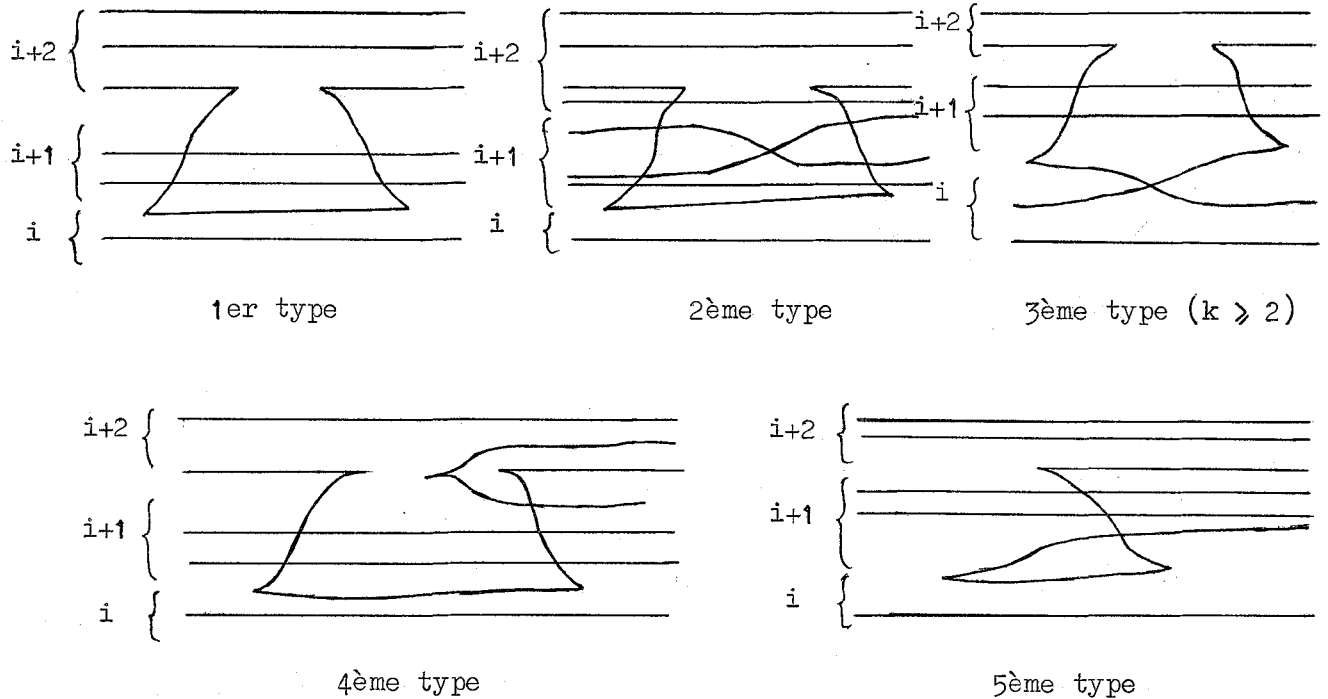 i+2 i+2 i+2
i+1 i+1 i+1
i i i
1er type 2ème type 3ème type (k ⩾ 2)
i+2 i+2
i+1 i+1
i i
4ème type 5ème type